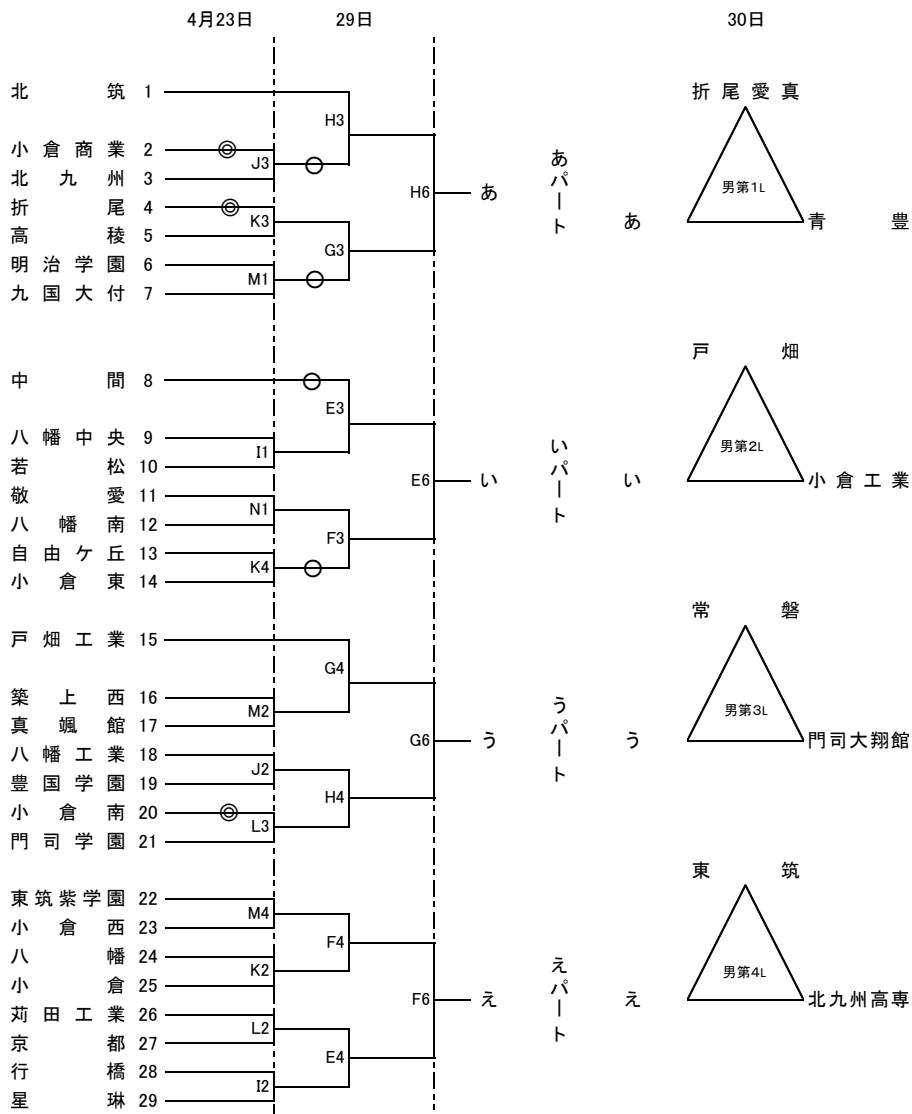 4月23日 29日 30日
北筑 1
折尾愛真
H3
小倉商業 2 ◎
J3 ○
北九州 3
H6 あ あパート
男第1L
折尾 4 ◎
K3
あ 青豊
高稜 5
G3
明治学園 6
M1 ○
九国大付 7
戸畑
中間 8 ○
E3
八幡中央 9
I1
男第2L
若松 10
E6 い いパート い 小倉工業
敬愛 11
N1
八幡南 12
F3
自由ケ丘 13
K4 ○
小倉東 14
常磐
戸畑工業 15
G4
築上西 16
M2
男第3L
真颯館 17
G6 う うパート う 門司大翔館
八幡工業 18
J2
豊国学園 19
H4
小倉南 20 ◎
L3
門司学園 21
東筑
東筑紫学園 22
M4
小倉西 23
F4
八幡 24
K2
男第4L
小倉 25
F6 え えパート え 北九州高専
苅田工業 26
L2
京都 27
E4
行橋 28
I2
星琳 29